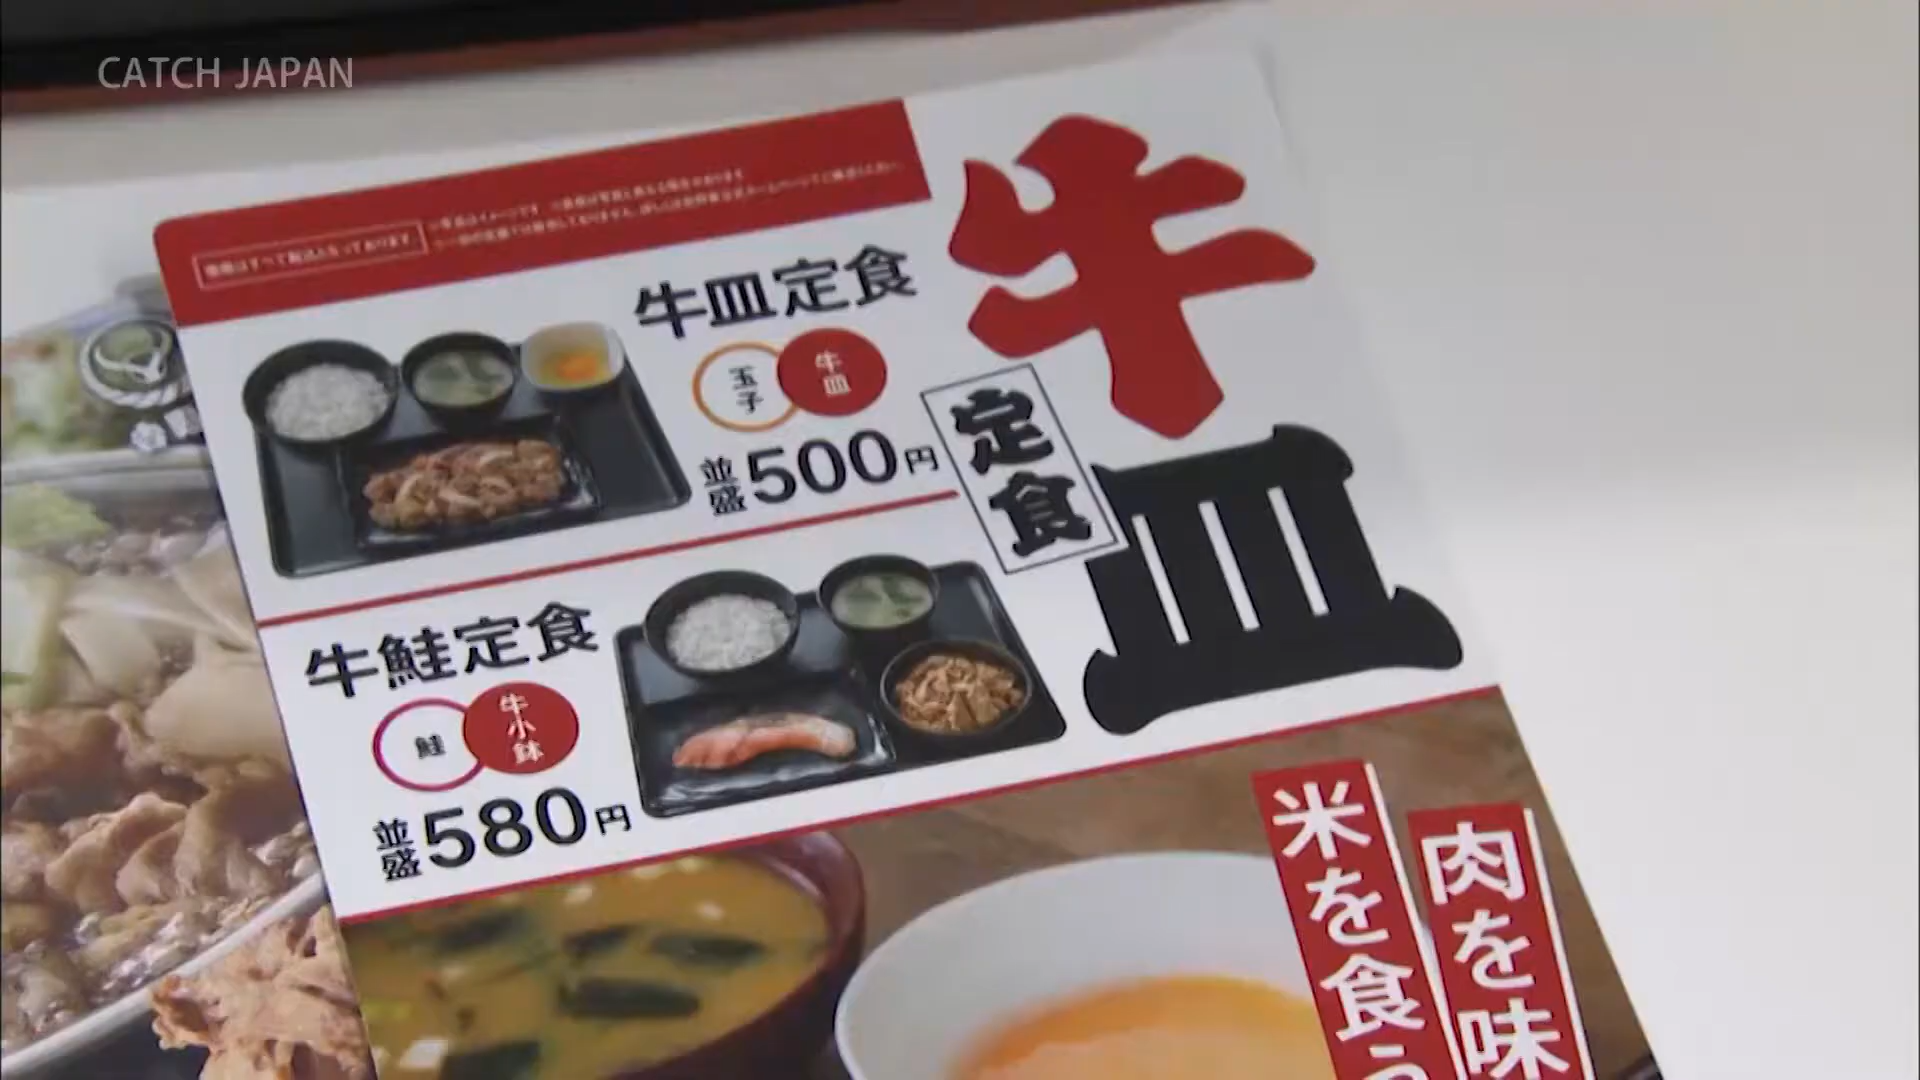 CATCH JAPAN
牛皿
定食
牛皿定食
玉子
牛皿
並盛500円
牛鮭定食
鮭
牛小鉢
並盛580円
肉を味
米を食